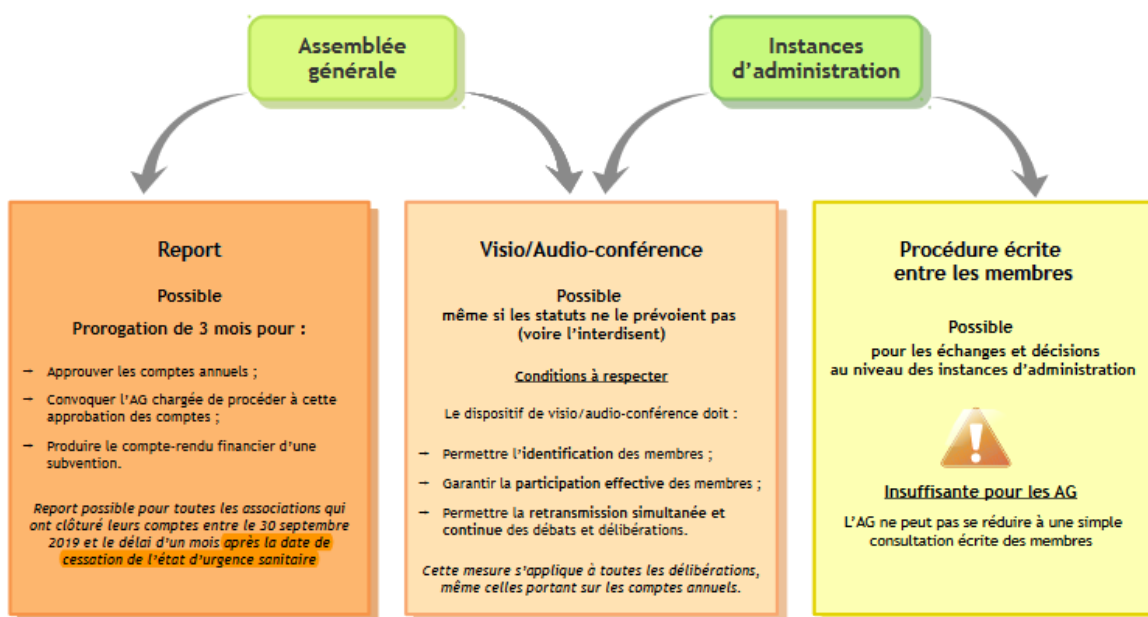 Assemblée
générale
Instances
d'administration
Report
Possible
Prorogation de 3 mois pour :
→ Approuver les comptes annuels ;
→ Convoquer l'AG chargée de procéder à cette
approbation des comptes ;
→ Produire le compte-rendu financier d'une
subvention.
Report possible pour toutes les associations qui
ont clôturé leurs comptes entre le 30 septembre
2019 et le délai d'un mois après la date de
cessation de l'état d'urgence sanitaire
Visio/Audio-conférence
Possible
même si les statuts ne le prévoient pas
(voire l'interdisent)
Conditions à respecter
Le dispositif de visio/audio-conférence doit :
→ Permettre l'identification des membres ;
→ Garantir la participation effective des membres ;
→ Permettre la retransmission simultanée et
continue des débats et délibérations.
Cette mesure s'applique à toutes les délibérations,
même celles portant sur les comptes annuels.
Procédure écrite
entre les membres
Possible
pour les échanges et décisions
au niveau des instances d'administration
Insuffisante pour les AG
L'AG ne peut pas se réduire à une simple
consultation écrite des membres